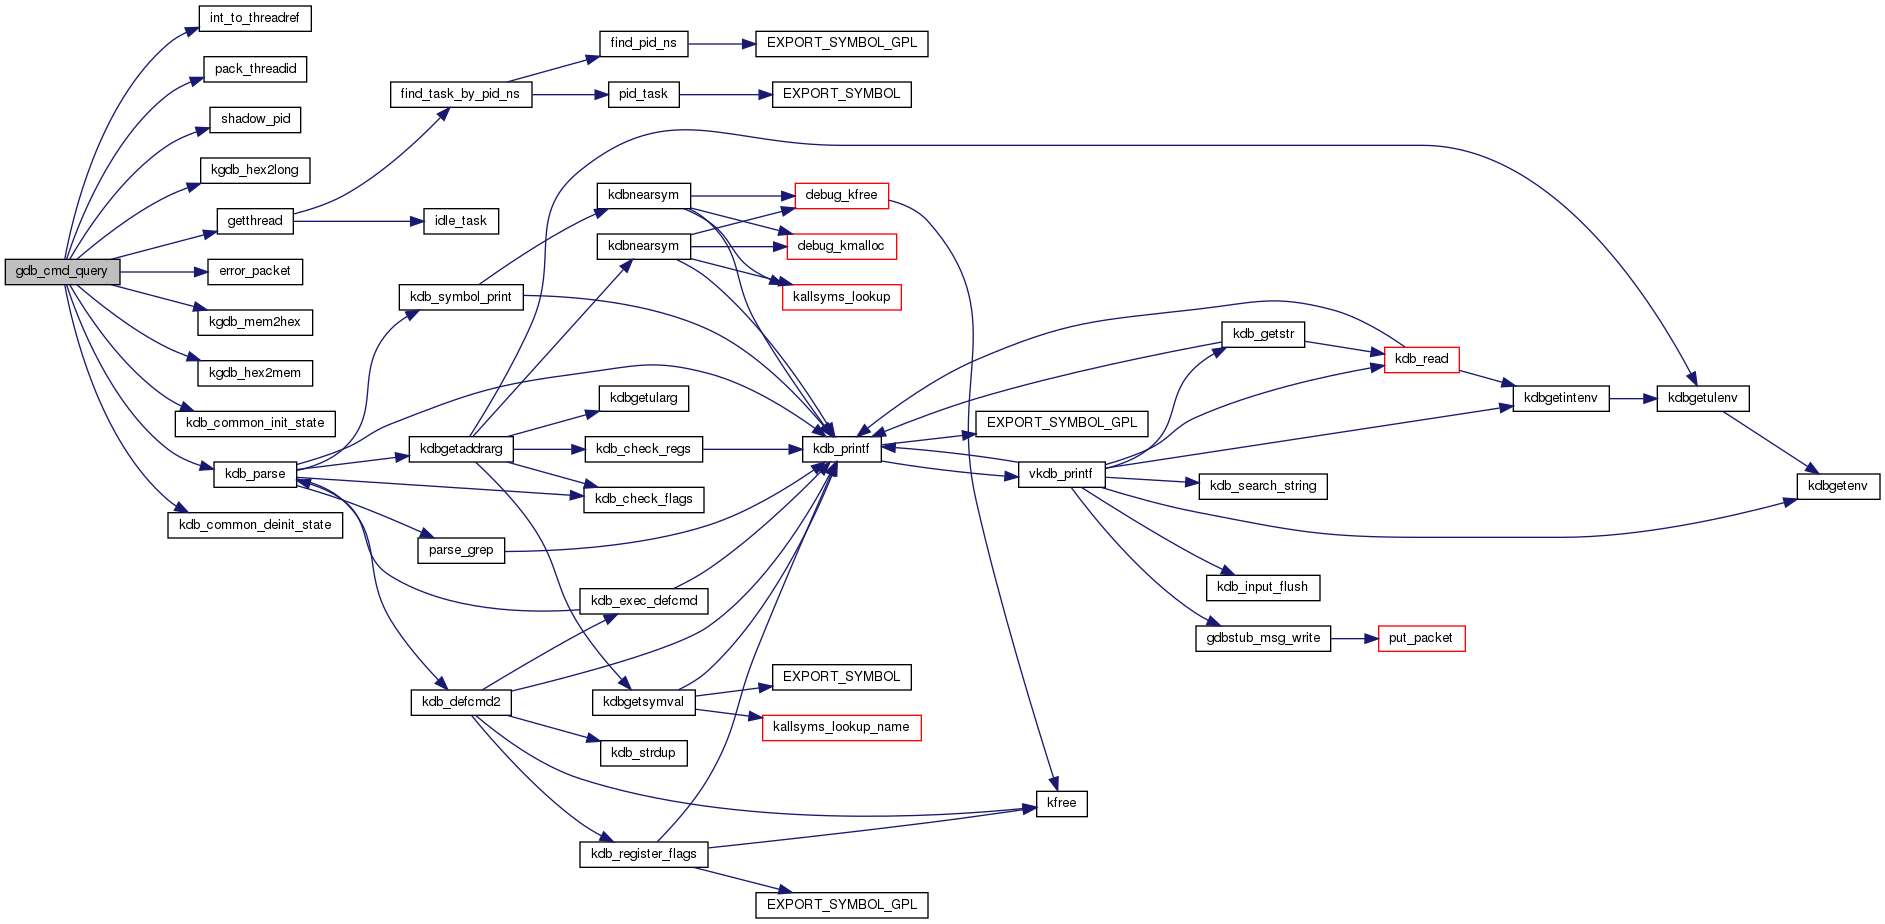 int_to_threadref
find_pid_ns
EXPORT_SYMBOL_GPL
pack_threadid
find_task_by_pid_ns
pid_task
EXPORT_SYMBOL
shadow_pid
kgdb_hex2long
kdbnearsym
debug_kfree
getthread
idle_task
kdbnearsym
debug_kmalloc
gdb_cmd_query
error_packet
kdb_symbol_print
kallsyms_lookup
kgdb_mem2hex
kdb_getstr
kdb_read
kgdb_hex2mem
kdbgetularg
kdbgetintenv
kdbgetulenv
kdb_common_init_state
EXPORT_SYMBOL_GPL
kdbgetaddrarg
kdb_check_regs
kdb_printf
kdb_parse
vkdb_printf
kdb_check_flags
kdb_search_string
kdbgetenv
kdb_common_deinit_state
parse_grep
kdb_exec_defcmd
kdb_input_flush
gdbstub_msg_write
put_packet
EXPORT_SYMBOL
kdb_defcmd2
kdbgetsymval
kallsyms_lookup_name
kdb_strdup
kfree
kdb_register_flags
EXPORT_SYMBOL_GPL